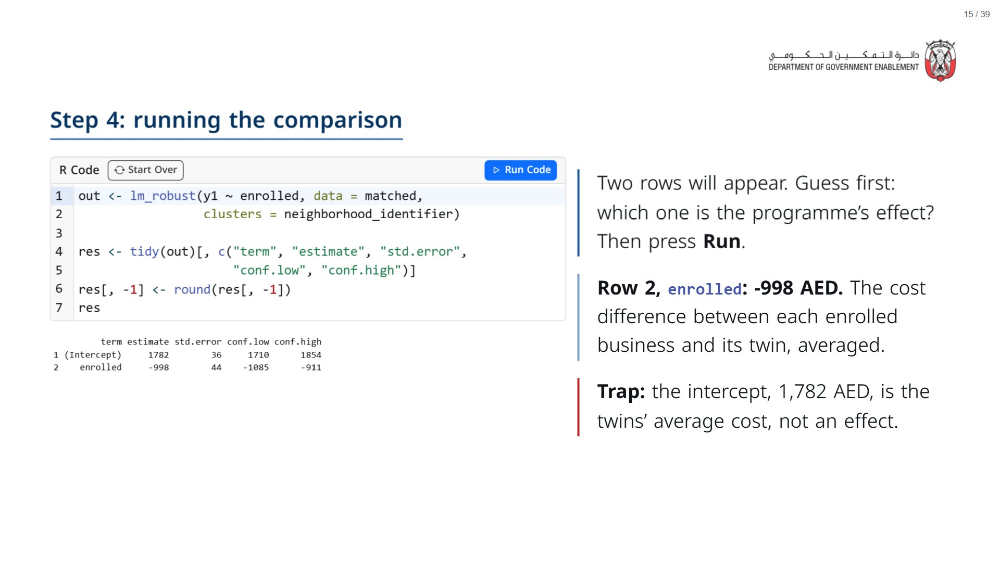 15 / 39
دائرة التمكين الحكومي
DEPARTMENT OF GOVERNMENT ENABLEMENT
Step 4: running the comparison
R Code Start Over Run Code
1 out <- lm_robust(y1 ~ enrolled, data = matched,
2 clusters = neighborhood_identifier)
3
4 res <- tidy(out)[, c("term", "estimate", "std.error",
5 "conf.low", "conf.high")]
6 res[, -1] <- round(res[, -1])
7 res
term estimate std.error conf.low conf.high
1 (Intercept) 1782 36 1710 1854
2 enrolled -998 44 -1085 -911
Two rows will appear. Guess first:
which one is the programme’s effect?
Then press Run.
Row 2, enrolled: -998 AED. The cost
difference between each enrolled
business and its twin, averaged.
Trap: the intercept, 1,782 AED, is the
twins’ average cost, not an effect.